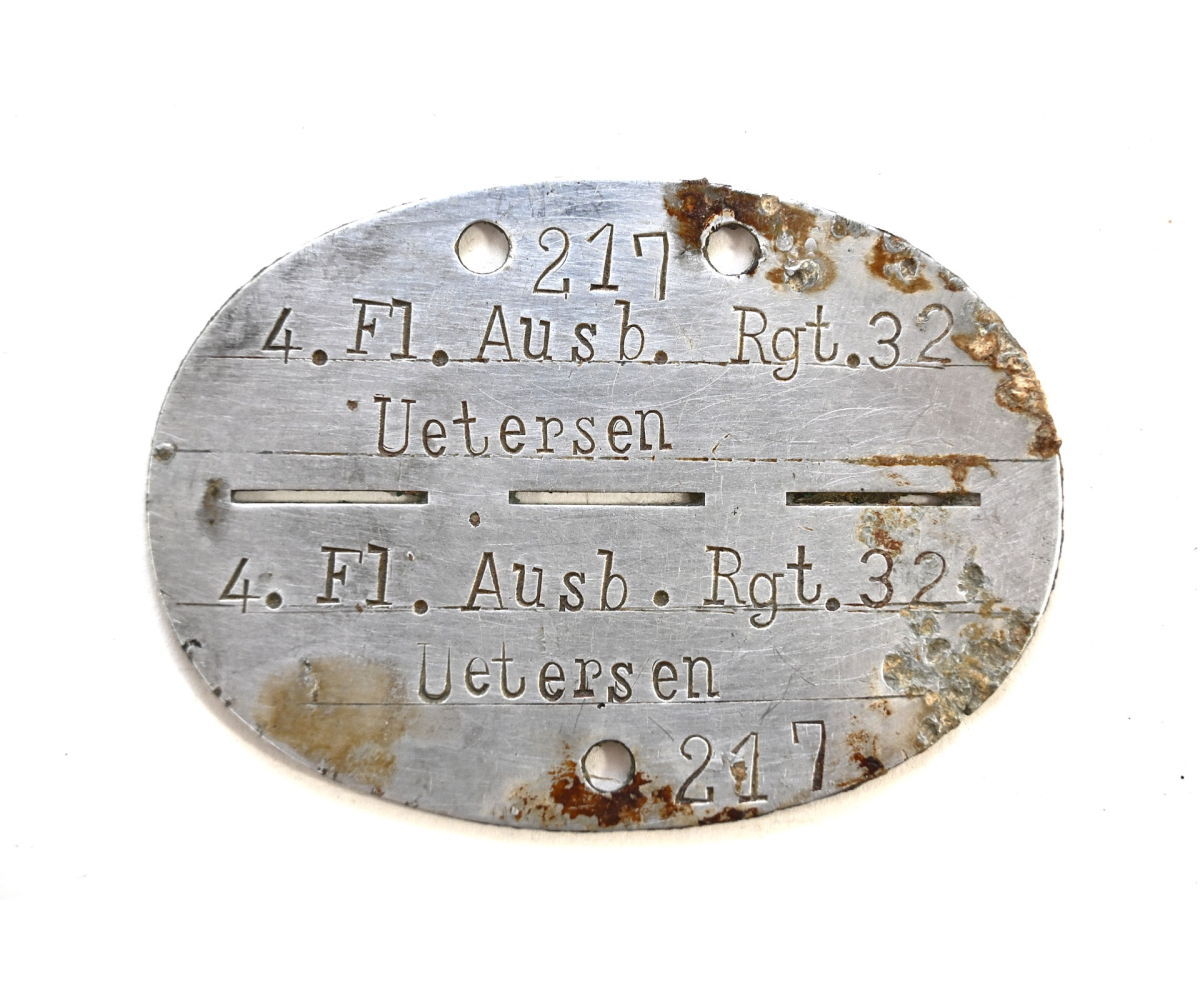 217
4. Fl. Ausb. Rgt. 32
Uetersen
4. Fl. Ausb. Rgt. 32
Uetersen
217